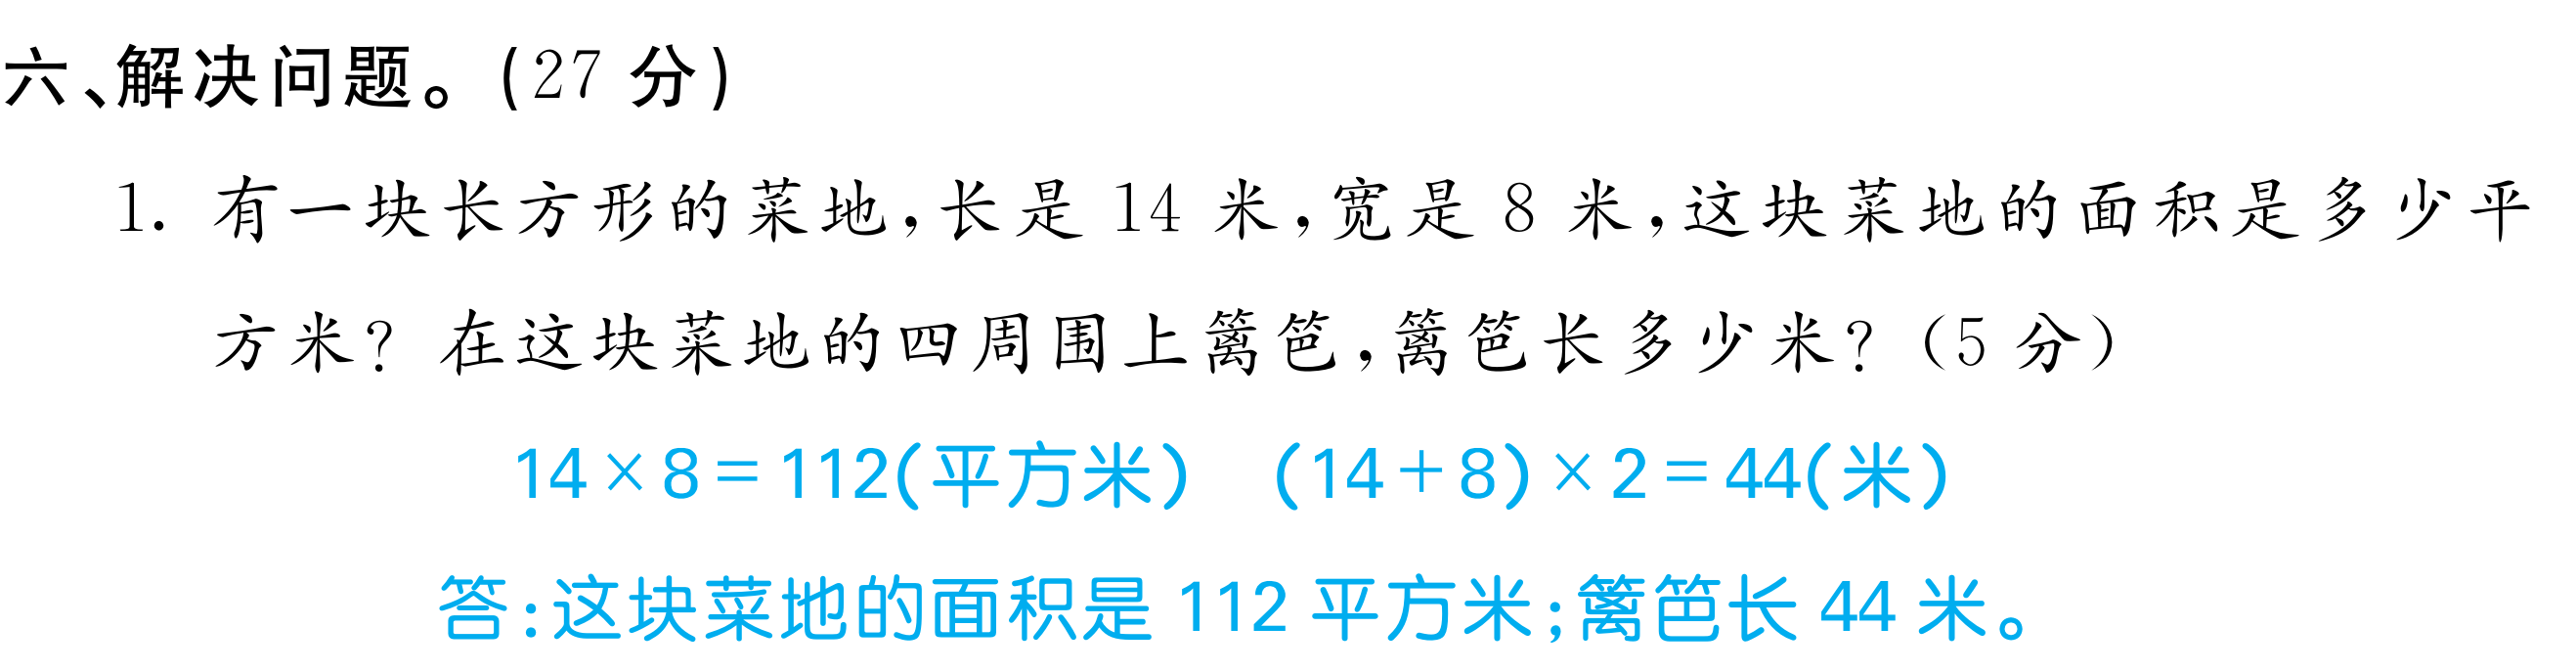 六、解决问题。(27 分)
1. 有一块长方形的菜地,长是 14 米,宽是 8 米,这块菜地的面积是多少平
方米? 在这块菜地的四周围上篱笆,篱笆长多少米?(5 分)
14×8=112(平方米) (14+8)×2=44(米)
答:这块菜地的面积是 112 平方米;篱笆长 44 米。